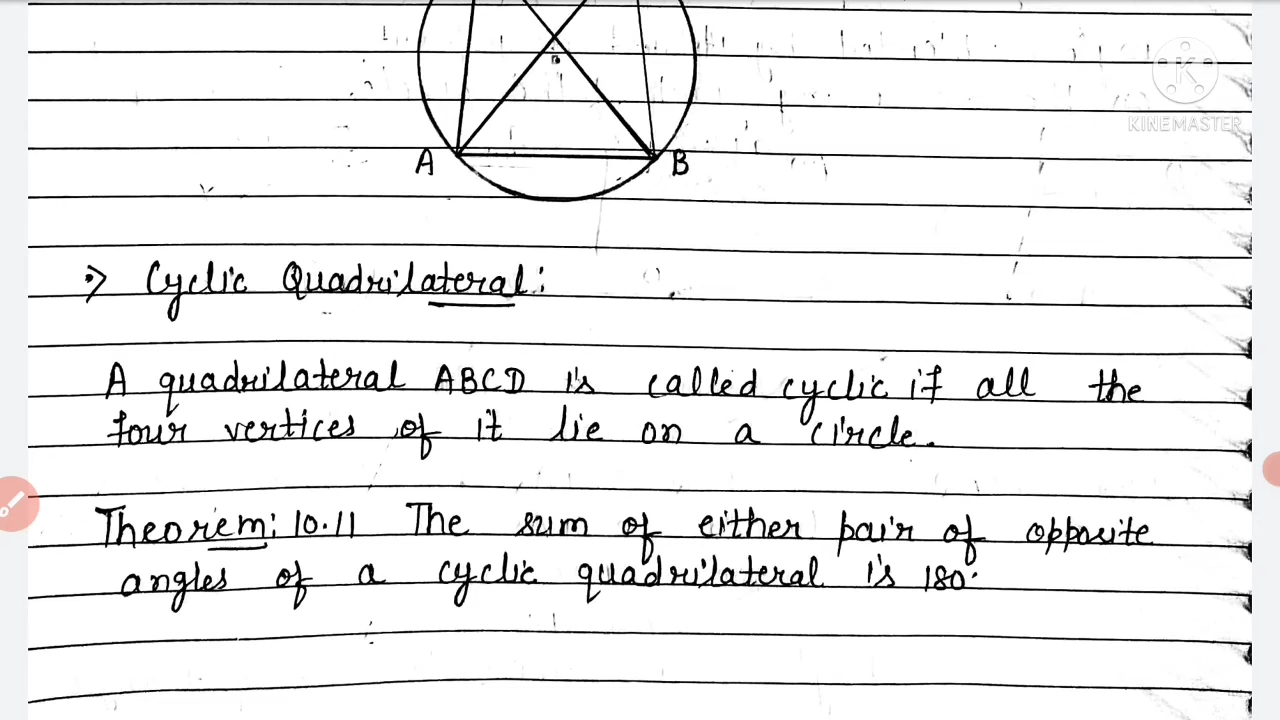 KINEMASTER
A
B
Cyclic Quadrilateral:
A quadrilateral ABCD is called cyclic if all the
four vertices of it lie on a circle.
Theorem: 10.11 The sum of either pair of opposite
angles of a cyclic quadrilateral is 180°